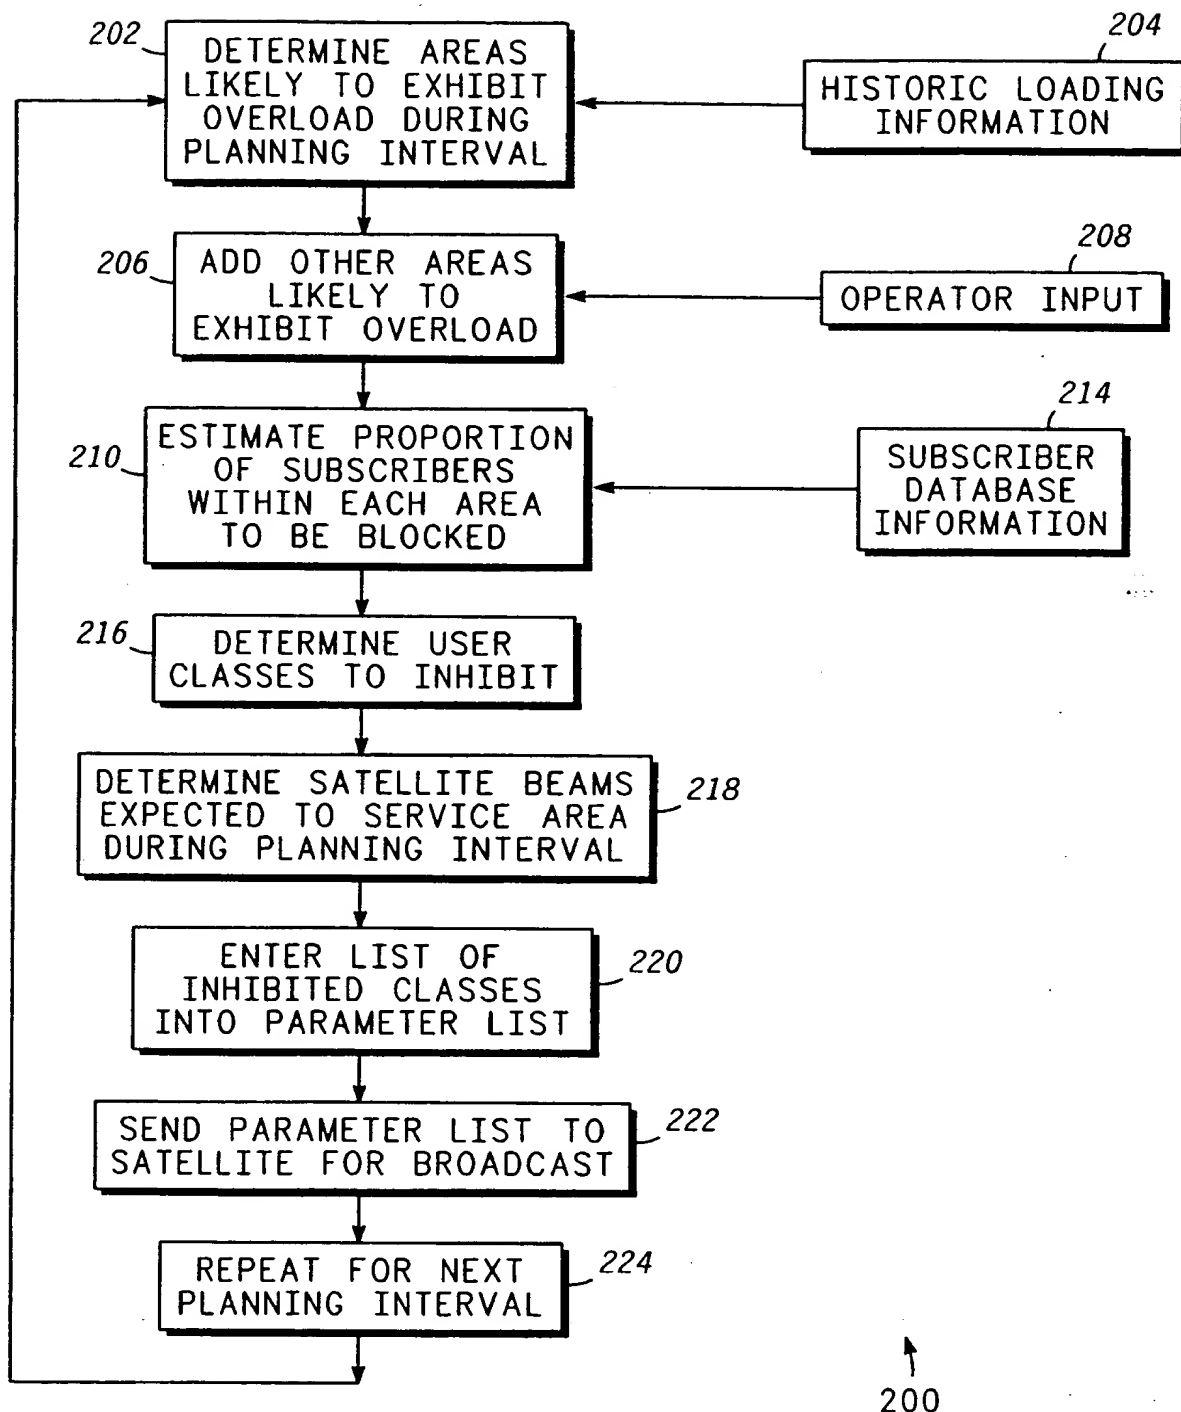 202
DETERMINE AREAS
LIKELY TO EXHIBIT
OVERLOAD DURING
PLANNING INTERVAL
204
HISTORIC LOADING
INFORMATION
206
ADD OTHER AREAS
LIKELY TO
EXHIBIT OVERLOAD
208
OPERATOR INPUT
210
ESTIMATE PROPORTION
OF SUBSCRIBERS
WITHIN EACH AREA
TO BE BLOCKED
214
SUBSCRIBER
DATABASE
INFORMATION
216
DETERMINE USER
CLASSES TO INHIBIT
DETERMINE SATELLITE BEAMS
EXPECTED TO SERVICE AREA
DURING PLANNING INTERVAL
218
ENTER LIST OF
INHIBITED CLASSES
INTO PARAMETER LIST
220
SEND PARAMETER LIST TO
SATELLITE FOR BROADCAST
222
REPEAT FOR NEXT
PLANNING INTERVAL
224
200